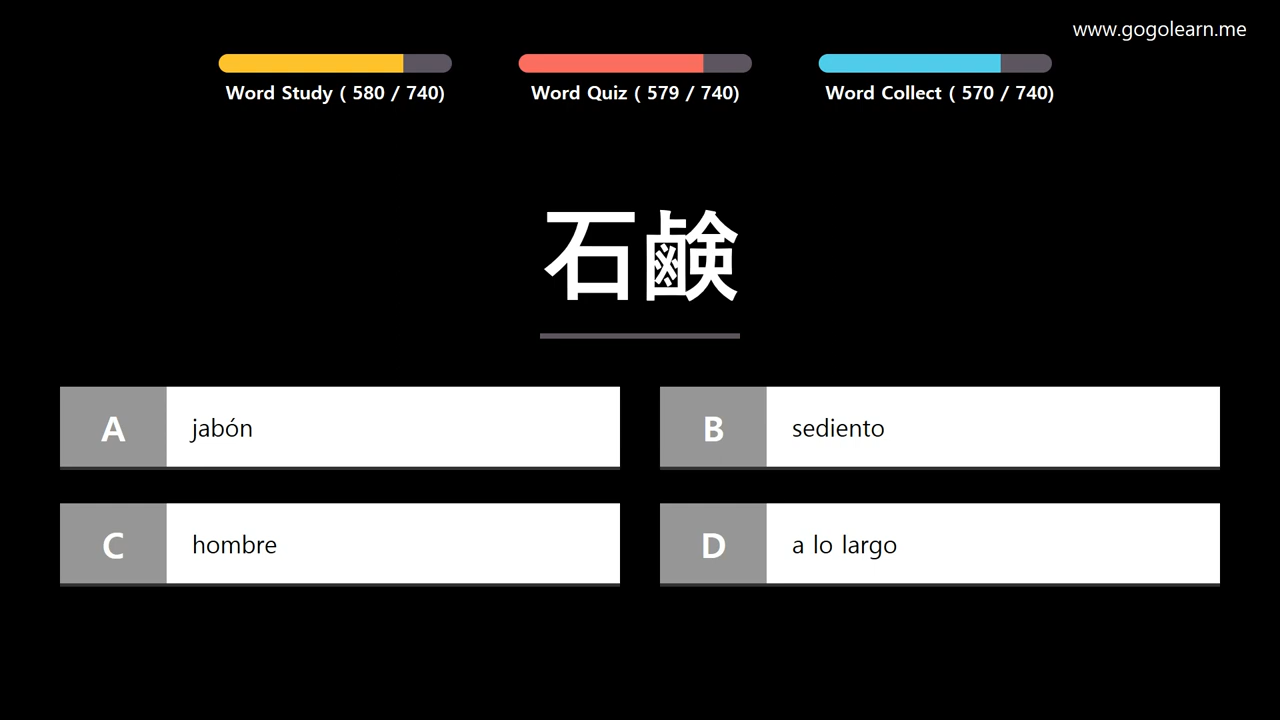 www.gogolearn.me
Word Study ( 580 / 740)
Word Quiz ( 579 / 740)
Word Collect ( 570 / 740)
石鹸
A jabón
B sediento
C hombre
D a lo largo